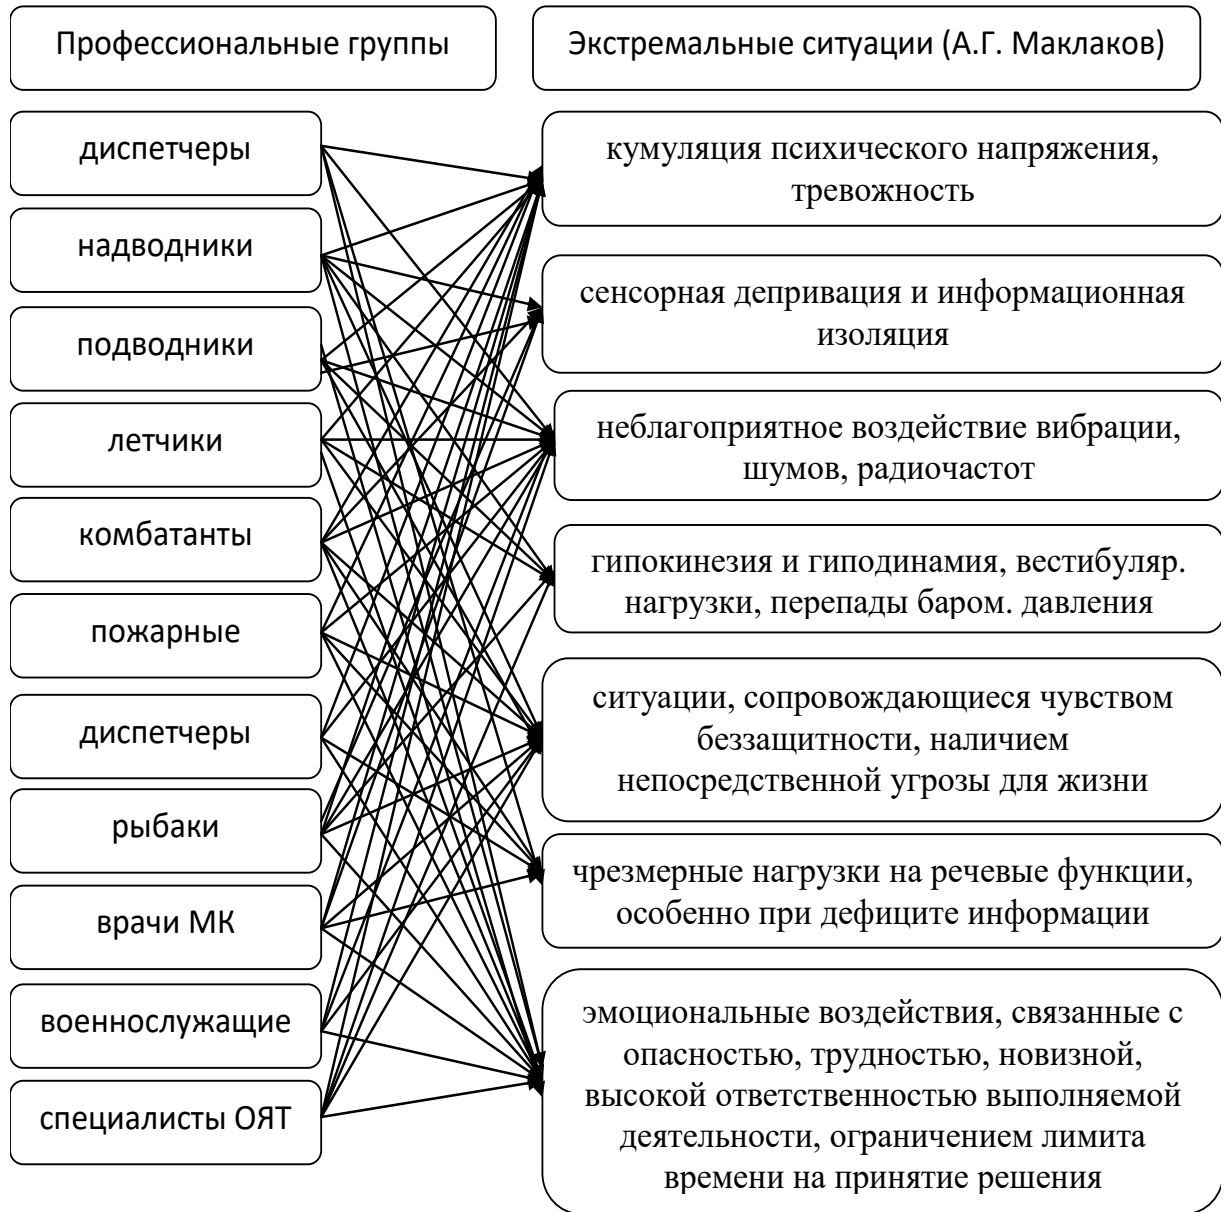 Профессиональные группы
Экстремальные ситуации (А.Г. Маклаков)
диспетчеры
надводники
подводники
летчики
комбатанты
пожарные
диспетчеры
рыбаки
врачи МК
военнослужащие
специалисты ОЯТ
кумуляция психического напряжения,
тревожность
сенсорная депривация и информационная
изоляция
неблагоприятное воздействие вибрации,
шумов, радиочастот
гипокинезия и гиподинамия, вестибуляр.
нагрузки, перепады баром. давления
ситуации, сопровождающиеся чувством
беззащитности, наличием
непосредственной угрозы для жизни
чрезмерные нагрузки на речевые функции,
особенно при дефиците информации
эмоциональные воздействия, связанные с
опасностью, трудностью, новизной,
высокой ответственностью выполняемой
деятельности, ограничением лимита
времени на принятие решения